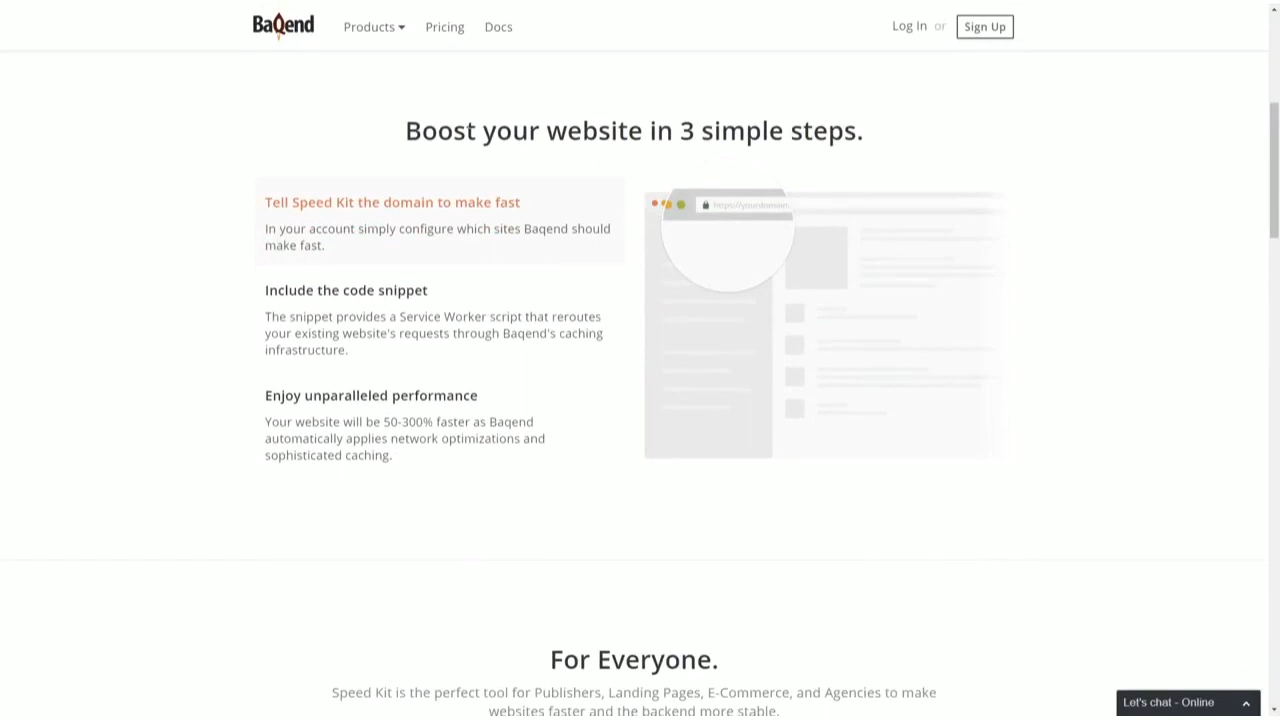 BaQend
Products
Pricing
Docs
Log In or
Sign Up
Boost your website in 3 simple steps.
Tell Speed Kit the domain to make fast
In your account simply configure which sites Baqend should
make fast.
https://yourdomain.
Include the code snippet
The snippet provides a Service Worker script that reroutes
your existing website's requests through Baqend's caching
infrastructure.
Enjoy unparalleled performance
Your website will be 50-300% faster as Baqend
automatically applies network optimizations and
sophisticated caching.
For Everyone.
Speed Kit is the perfect tool for Publishers, Landing Pages, E-Commerce, and Agencies to make
websites faster and the backend more stable.
Let's chat - Online